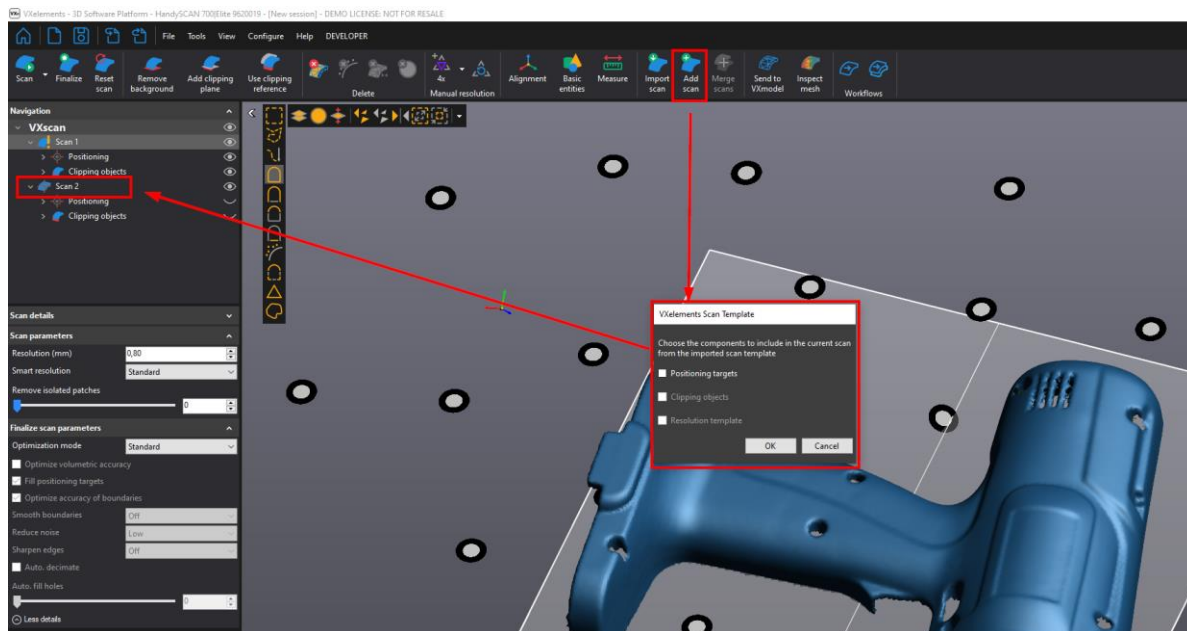 VXelements - 3D Software Platform - HandySCAN 700|Elite 9620019 - [New session] - DEMO LICENSE: NOT FOR RESALE
File Tools View Configure Help DEVELOPER
Scan Finalize Reset scan Remove background Add clipping plane Use clipping reference Delete 4x Manual resolution Alignment Basic entities Measure Import scan Add scan Merge scans Send to VXmodel Inspect mesh Workflows
Navigation
VXscan
Scan 1
Positioning
Clipping objects
Scan 2
Positioning
Clipping objects
Scan details
Scan parameters
Resolution (mm) 0,80
Smart resolution Standard
Remove isolated patches
0
Finalize scan parameters
Optimization mode Standard
Optimize volumetric accuracy
Fill positioning targets
Optimize accuracy of boundaries
Smooth boundaries Off
Reduce noise Low
Sharpen edges Off
Auto. decimate
Auto. fill holes
0
Less details
VXelements Scan Template
Choose the components to include in the current scan
from the imported scan template
Positioning targets
Clipping objects
Resolution template
OK Cancel